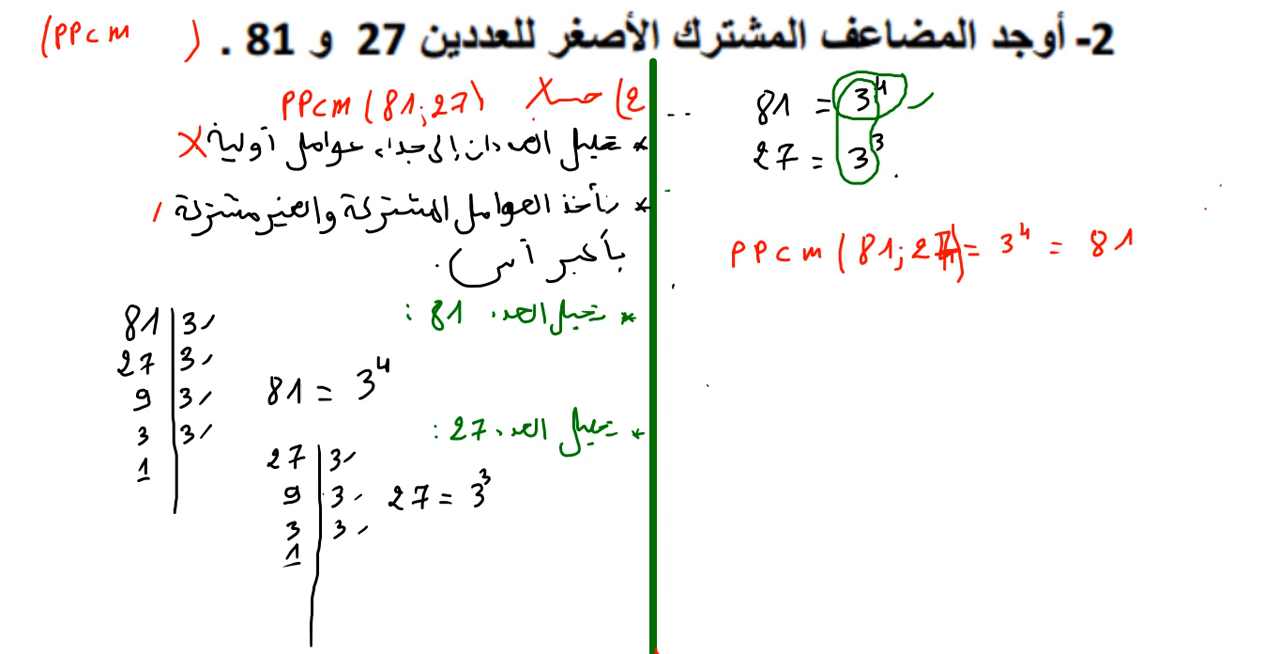 2- أوجد المضاعف المشترك الأصغر للعددين 27 و 81 . (PPcm )
2) حساب PPcm (81;27)
* تحليل العددان إلى جداء عوامل أولية
* نأخذ العوامل المشتركة والغير مشتركة
بأكبر أس) .
* تحليل العدد 81 :
81 | 3
27 | 3
9 | 3
3 | 3
1
81 = 3⁴
* تحليل العدد 27 :
27 | 3
9 | 3
3 | 3
1
27 = 3³
81 = 3⁴
27 = 3³
PPcm (81;27) = 3⁴ = 81